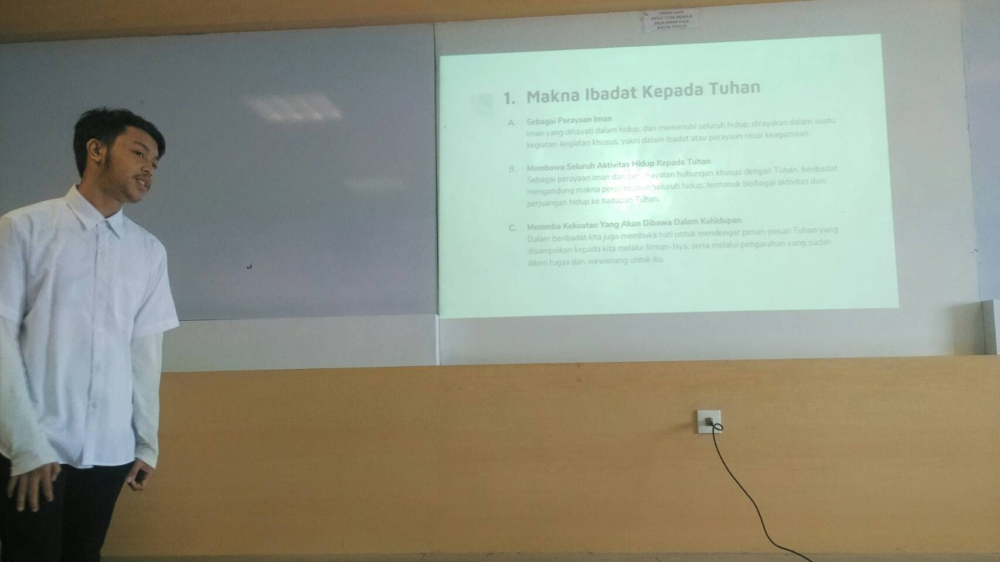 TERIMA KASIH
UNTUK TIDAK MENULIS
PADA PAPAN TULIS
BAGIAN TENGAH
1. Makna Ibadat Kepada Tuhan
A. Sebagai Perayaan Iman
Iman yang dihayati dalam hidup, dan memenuhi seluruh hidup, dirayakan dalam suatu
kegiatan-kegiatan khusus, yakni dalam ibadat atau perayaan ritual keagamaan.
B. Membawa Seluruh Aktivitas Hidup Kepada Tuhan
Sebagai perayaan iman dan hubungan khusus dengan Tuhan, beribadat
mengandung makna seluruh hidup, termasuk berbagai aktivitas dan
perjuangan hidup ke hadapan Tuhan.
C. Menimba Kekuatan Yang Akan Dibawa Dalam Kehidupan
Dalam beribadat kita juga membuka hati untuk mendengar pesan-pesan Tuhan yang
disampaikan kepada kita melalui firman-Nya, serta melalui pengarahan yang sudah
diberi tugas dan wewenang untuk itu.